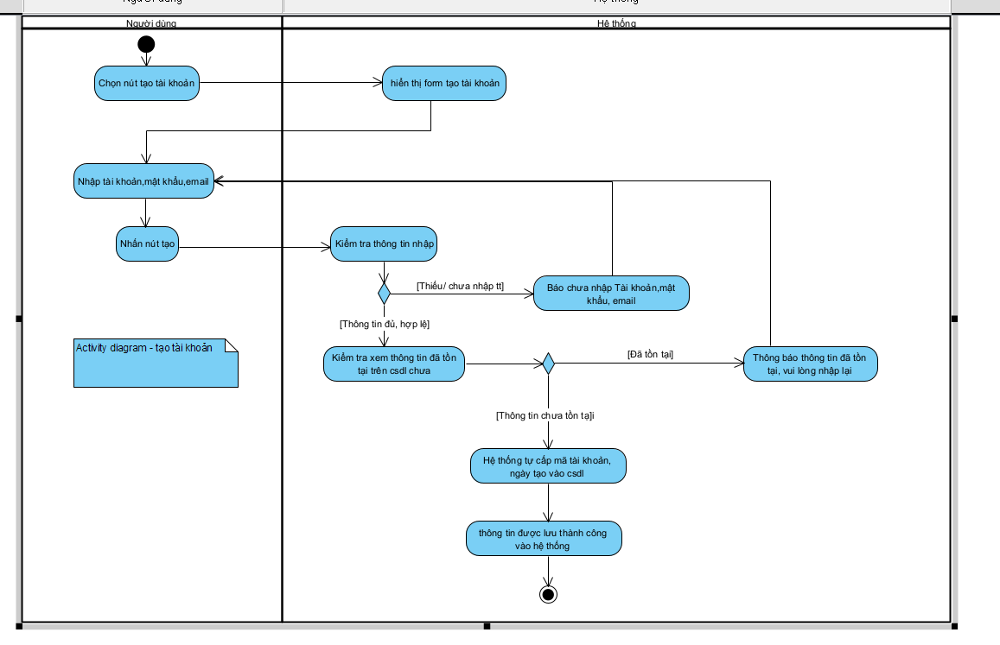 Người dùng
Hệ thống
Người dùng
Hệ thống
Chọn nút tạo tài khoản
hiển thị form tạo tài khoản
Nhập tài khoản,mật khẩu,email
Nhấn nút tạo
Kiểm tra thông tin nhập
[Thiếu/ chưa nhập tt]
Báo chưa nhập Tài khoản,mật
khẩu, email
[Thông tin đủ, hợp lệ]
Activity diagram - tạo tài khoản
Kiểm tra xem thông tin đã tồn
tại trên csdl chưa
[Đã tồn tại]
Thông báo thông tin đã tồn
tại, vui lòng nhập lại
[Thông tin chưa tồn tạ]i
Hệ thống tự cấp mã tài khoản,
ngày tạo vào csdl
thông tin được lưu thành công
vào hệ thống